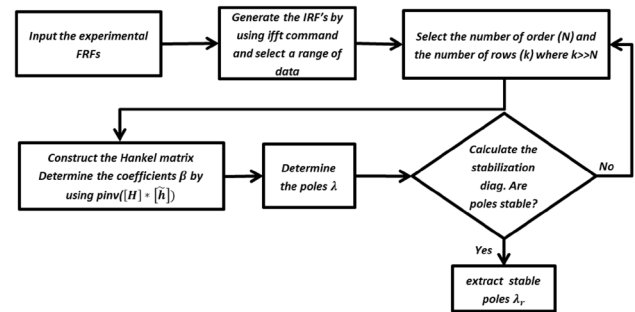 Input the experimental
FRFs
Generate the IRF's by
using ifft command
and select a range of
data
Select the number of order (N) and
the number of rows (k) where k>>N
Construct the Hankel matrix
Determine the coefficients β by
using pinv([H] * [h̃])
Determine
the poles λ
Calculate the
stabilization
diag. Are
poles stable?
No
Yes
extract stable
poles λr